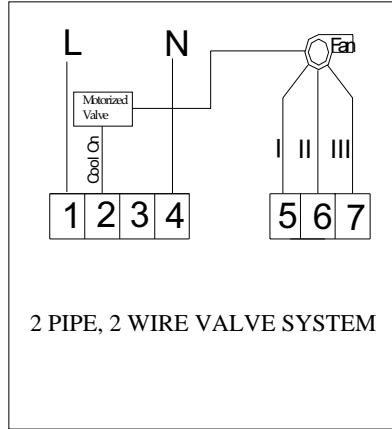 L N Fan
Motorized
Valve
Cool On
I II III
1 2 3 4 5 6 7
2 PIPE, 2 WIRE VALVE SYSTEM